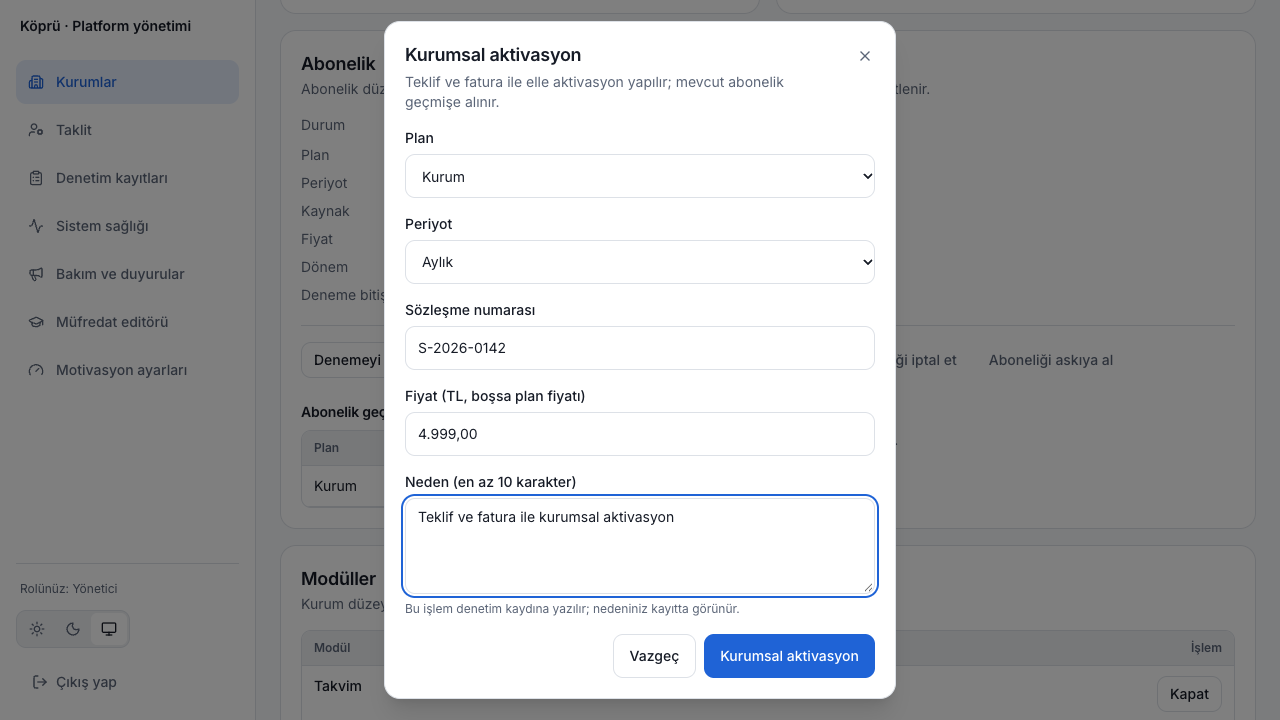 Köprü · Platform yönetimi
Kurumlar
Taklit
Denetim kayıtları
Sistem sağlığı
Bakım ve duyurular
Müfredat editörü
Motivasyon ayarları
Rolünüz: Yönetici
Çıkış yap
Abonelik
Abonelik düz
tlenir.
Durum
Plan
Periyot
Kaynak
Fiyat
Dönem
Deneme bitiş
Denemeyi
ği iptal et
Aboneliği askıya al
Abonelik geç
Plan
Kurum
Modüller
Kurum düzey
Modül
İşlem
Takvim
Kapat
Kurumsal aktivasyon
Teklif ve fatura ile elle aktivasyon yapılır; mevcut abonelik
geçmişe alınır.
Plan
Kurum
Periyot
Aylık
Sözleşme numarası
S-2026-0142
Fiyat (TL, boşsa plan fiyatı)
4.999,00
Neden (en az 10 karakter)
Teklif ve fatura ile kurumsal aktivasyon
Bu işlem denetim kaydına yazılır; nedeniniz kayıtta görünür.
Vazgeç
Kurumsal aktivasyon